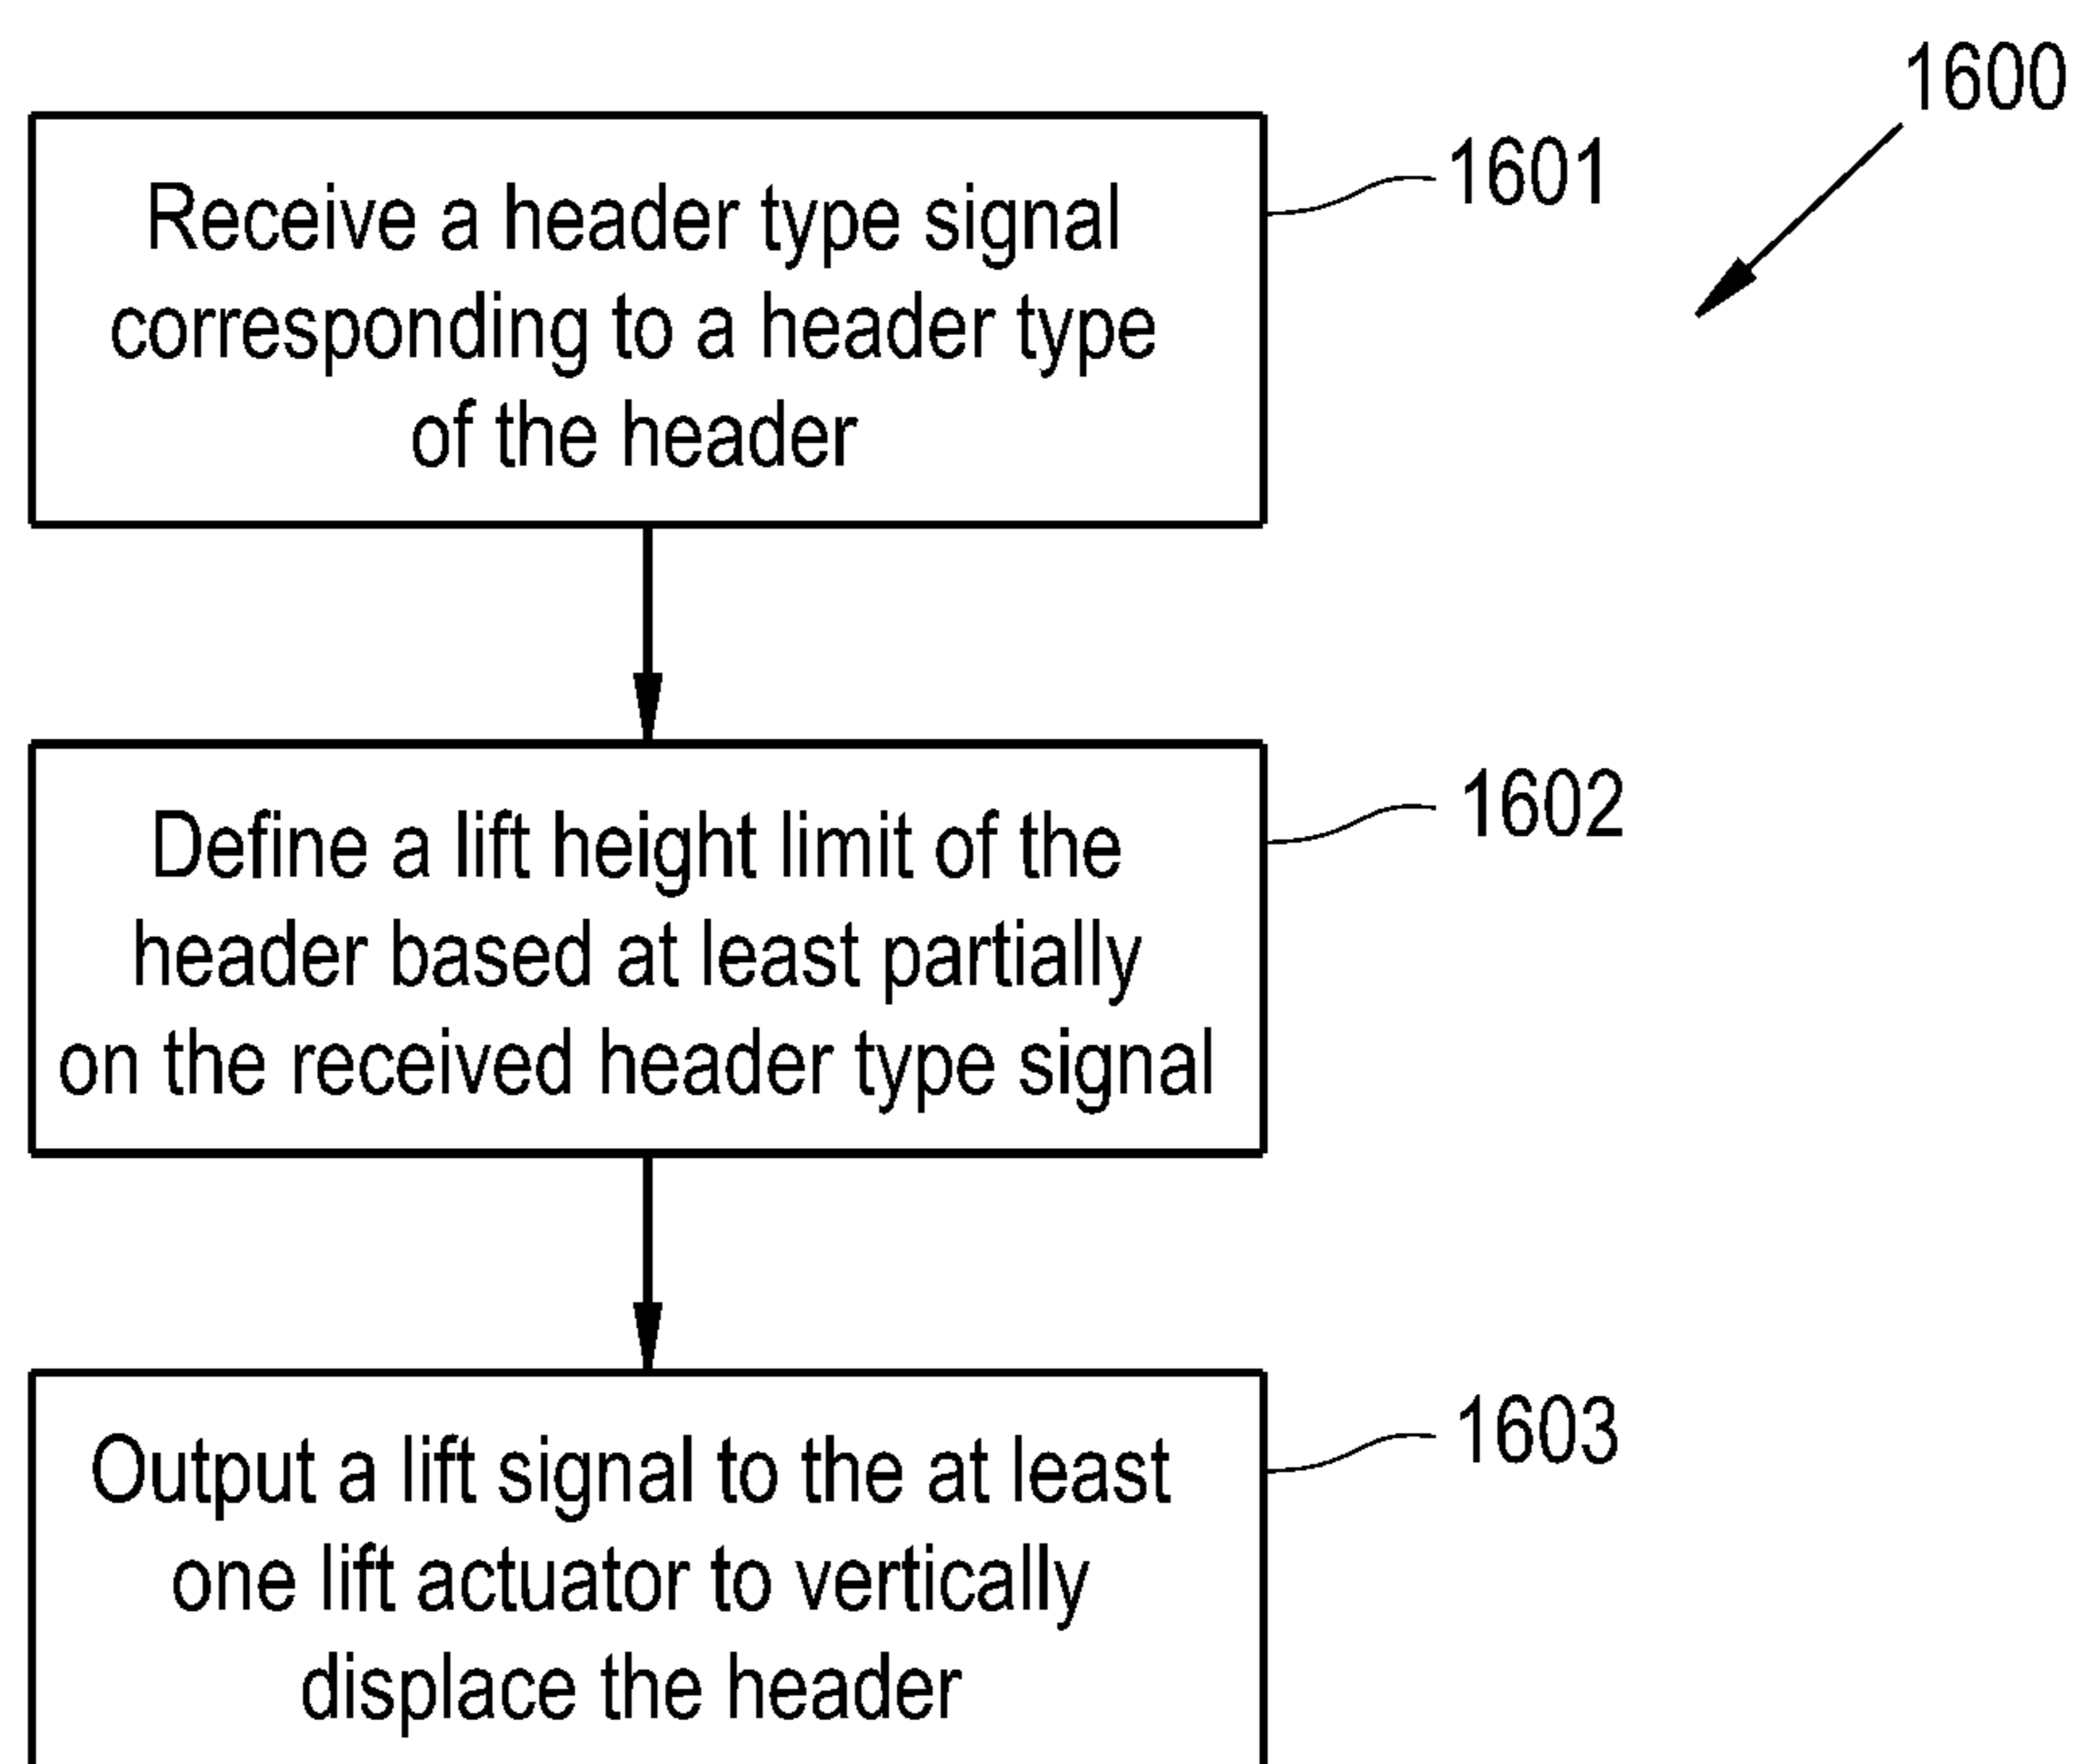 1600
Receive a header type signal
corresponding to a header type
of the header
1601
Define a lift height limit of the
header based at least partially
on the received header type signal
1602
Output a lift signal to the at least
one lift actuator to vertically
displace the header
1603